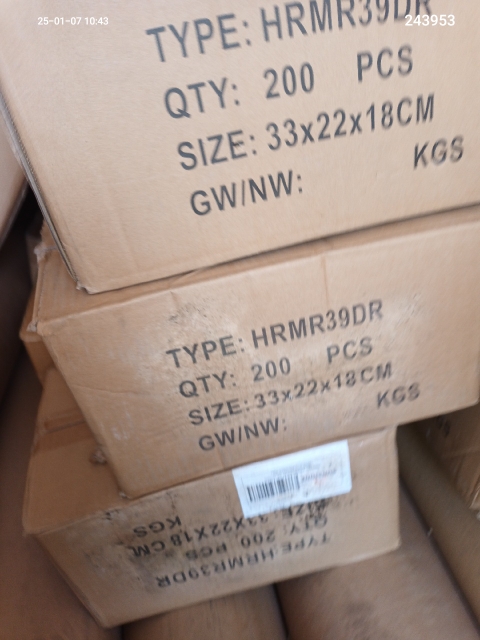 25-01-07 10:43
243953
TYPE: HRMR39DR
QTY: 200 PCS
SIZE: 33x22x18CM
GW/NW: KGS
TYPE: HRMR39DR
QTY: 200 PCS
SIZE: 33x22x18CM
GW/NW: KGS
TYPE HRMR39DR
QTY: 200 PCS
SIZE: 33X22X18 CM
KGS